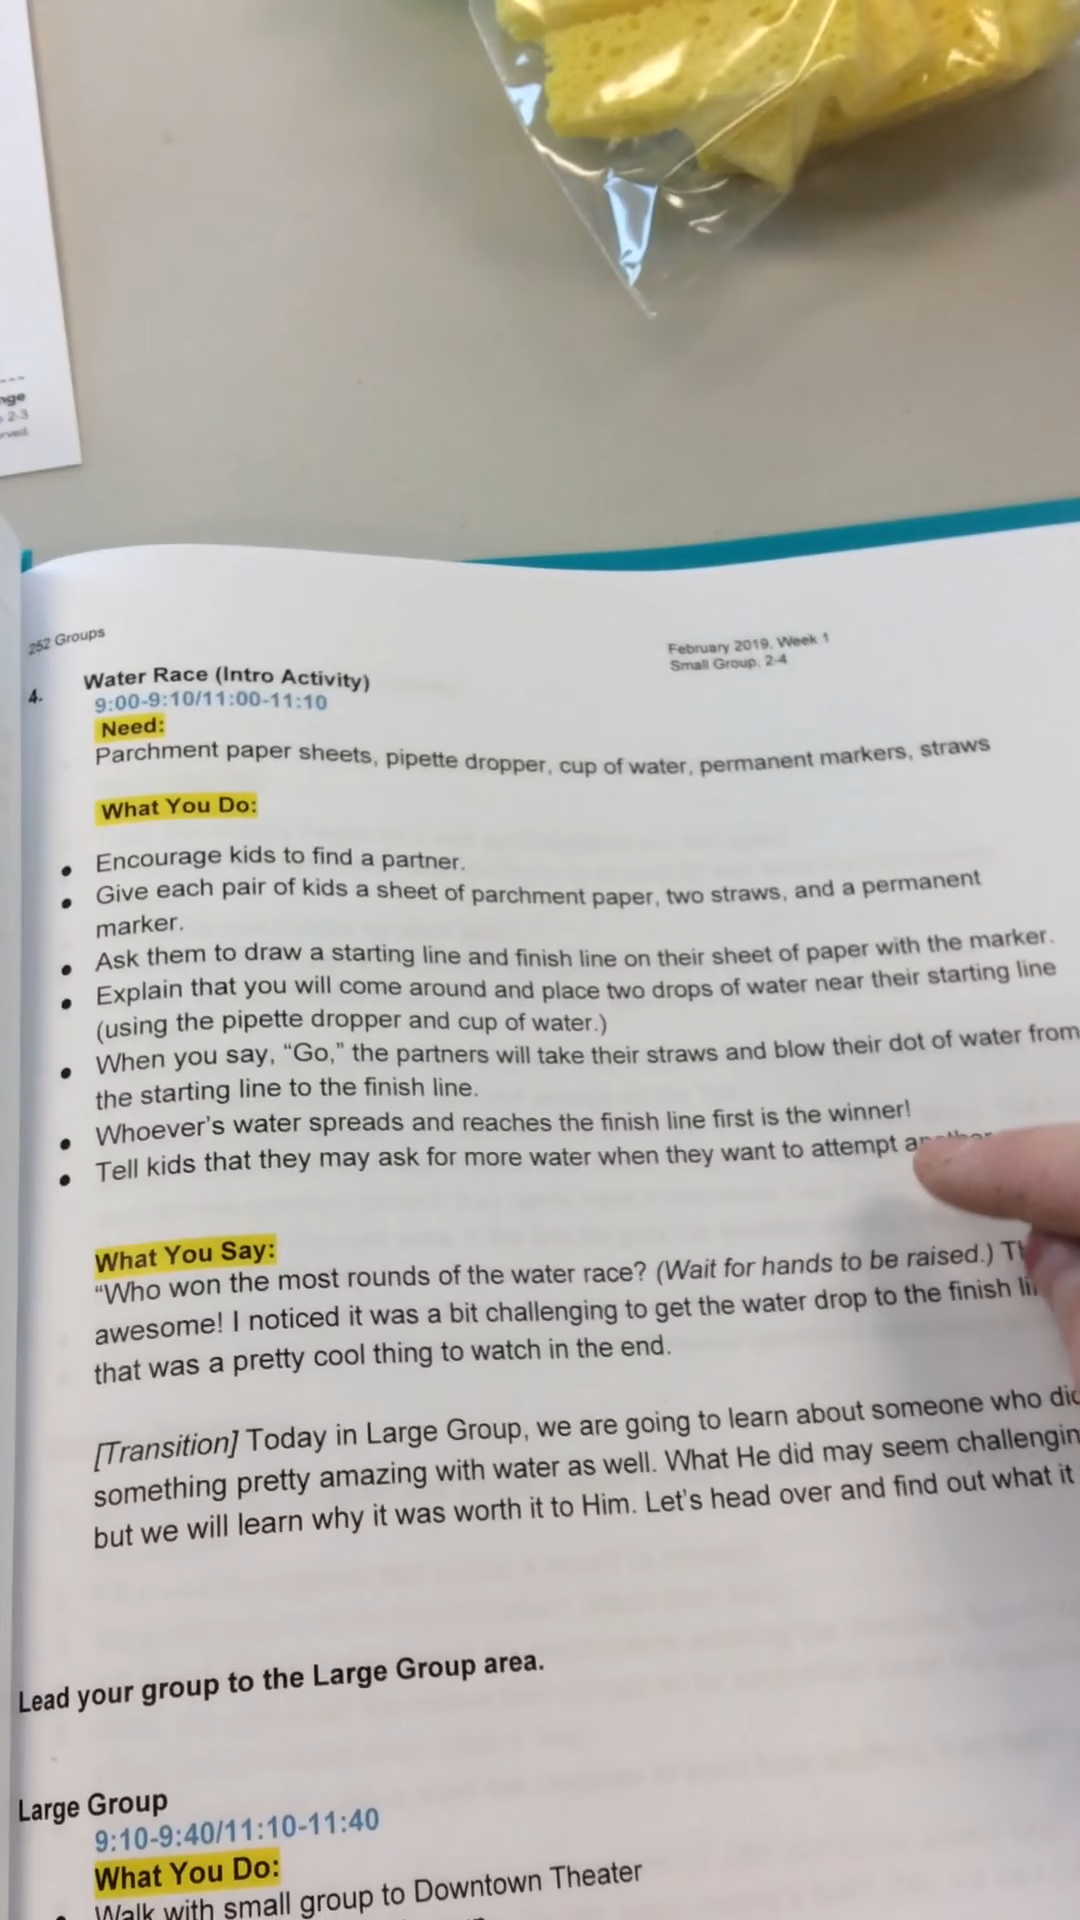 nge
2-3
rved.
252 Groups
February 2019, Week 1
Small Group, 2-4
4. Water Race (Intro Activity)
9:00-9:10/11:00-11:10
Need:
Parchment paper sheets, pipette dropper, cup of water, permanent markers, straws
What You Do:
• Encourage kids to find a partner.
• Give each pair of kids a sheet of parchment paper, two straws, and a permanent
marker.
• Ask them to draw a starting line and finish line on their sheet of paper with the marker.
• Explain that you will come around and place two drops of water near their starting line
(using the pipette dropper and cup of water.)
• When you say, “Go,” the partners will take their straws and blow their dot of water from
the starting line to the finish line.
• Whoever’s water spreads and reaches the finish line first is the winner!
• Tell kids that they may ask for more water when they want to attempt another
What You Say:
“Who won the most rounds of the water race? (Wait for hands to be raised.)
awesome! I noticed it was a bit challenging to get the water drop to the finish
that was a pretty cool thing to watch in the end.
[Transition] Today in Large Group, we are going to learn about someone who did
something pretty amazing with water as well. What He did may seem challengin
but we will learn why it was worth it to Him. Let’s head over and find out what it
Lead your group to the Large Group area.
Large Group
9:10-9:40/11:10-11:40
What You Do:
• Walk with small group to Downtown Theater